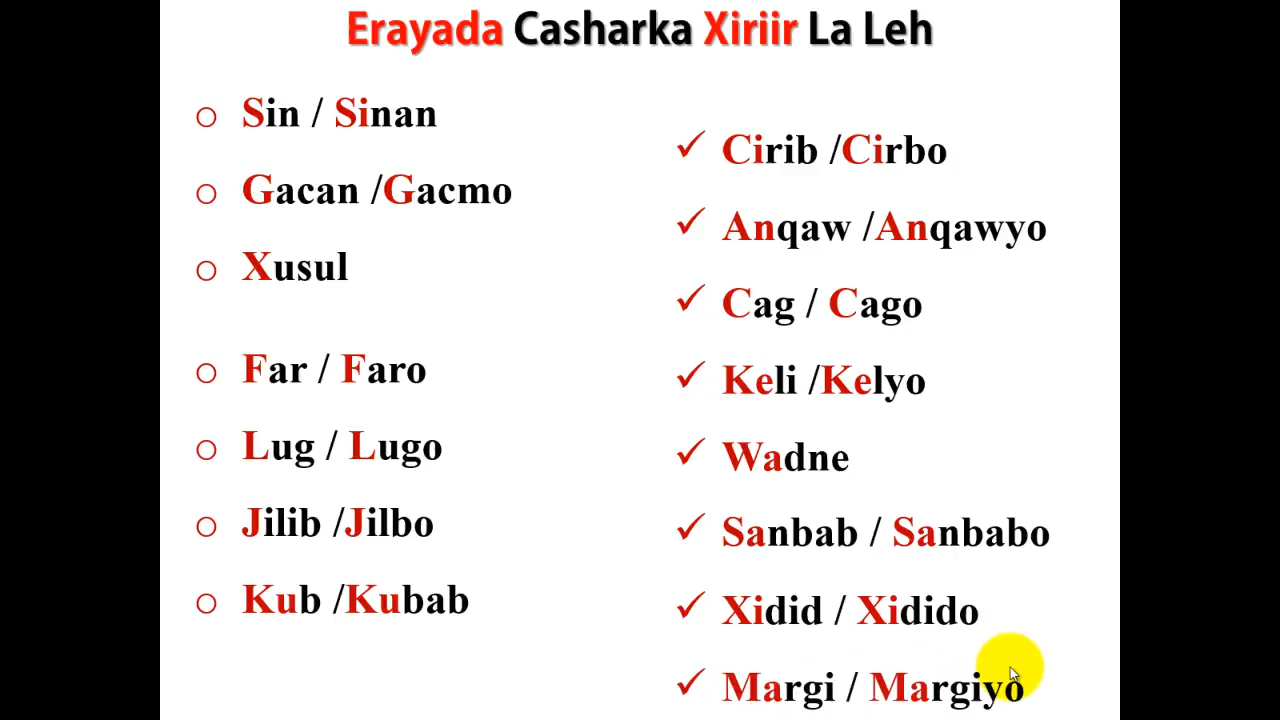 Erayada Casharka Xiriir La Leh
Sin / Sinan
Gacan /Gacmo
Xusul
Far / Faro
Lug / Lugo
Jilib /Jilbo
Kub /Kubab
Cirib /Cirbo
Anqaw /Anqawyo
Cag / Cago
Keli /Kelyo
Wadne
Sanbab / Sanbabo
Xidid / Xidido
Margi / Margiyo